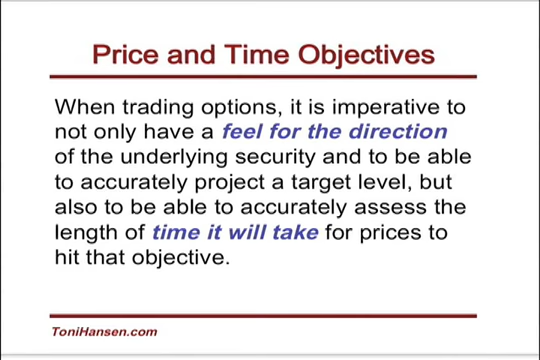 Price and Time Objectives
When trading options, it is imperative to
not only have a feel for the direction
of the underlying security and to be able
to accurately project a target level, but
also to be able to accurately assess the
length of time it will take for prices to
hit that objective.
ToniHansen.com